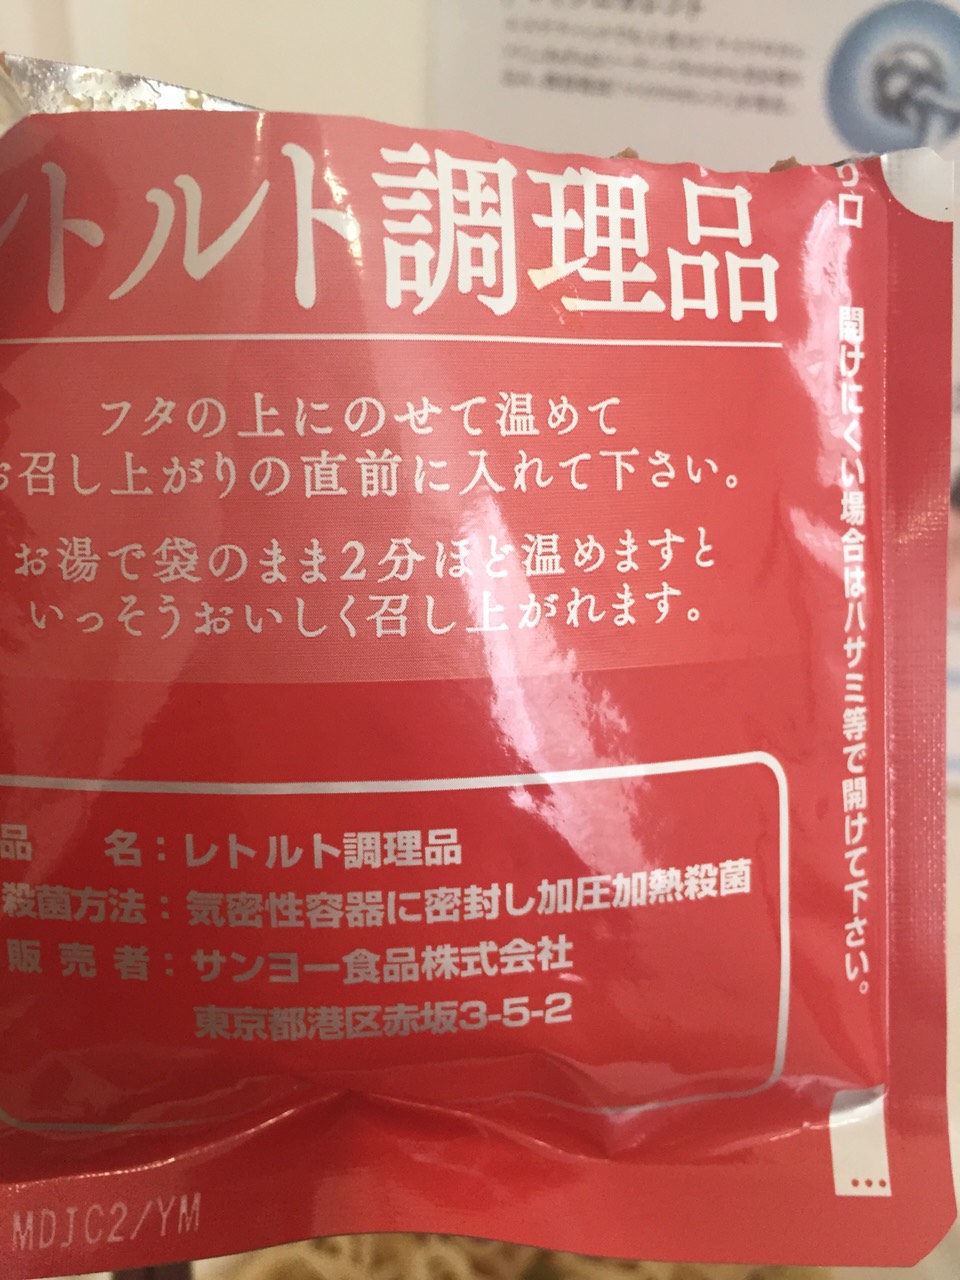 レトルト調理品
フタの上にのせて温めて
お召し上がりの直前に入れて下さい。
お湯で袋のまま2分ほど温めますと
いっそうおいしく召し上がれます。
品　名：レトルト調理品
殺菌方法：気密性容器に密封し加圧加熱殺菌
販売者：サンヨー食品株式会社
東京都港区赤坂3-5-2
MDJC2/YM
リ口　開けにくい場合はハサミ等で開けて下さい。